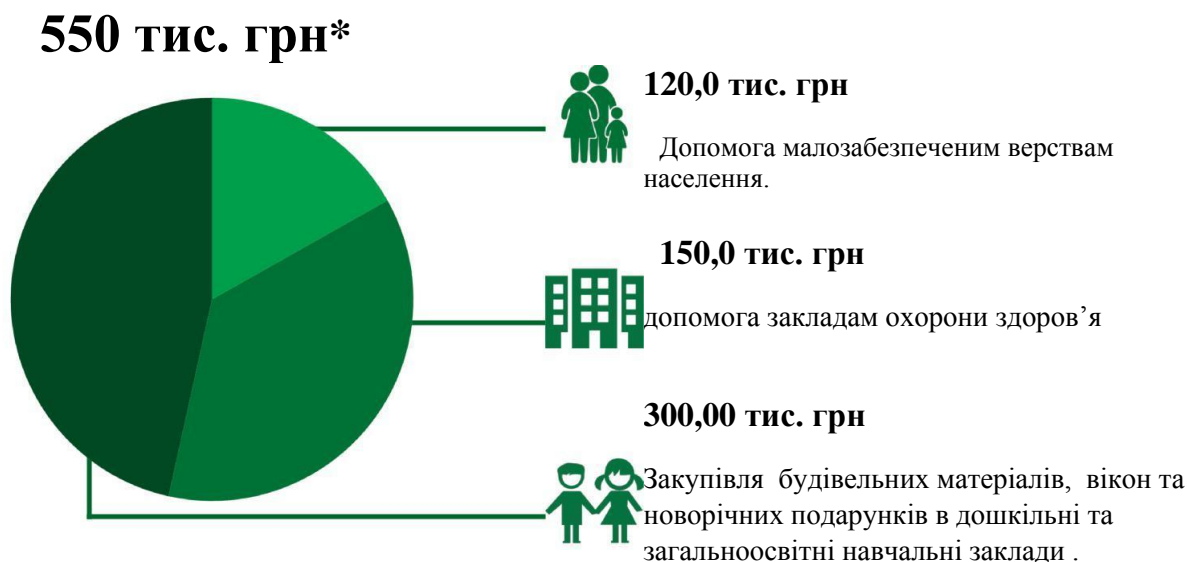 550 тис. грн*
120,0 тис. грн
Допомога малозабезпеченим верствам
населення.
150,0 тис. грн
допомога закладам охорони здоров’я
300,00 тис. грн
Закупівля будівельних матеріалів, вікон та
новорічних подарунків в дошкільні та
загальноосвітні навчальні заклади .